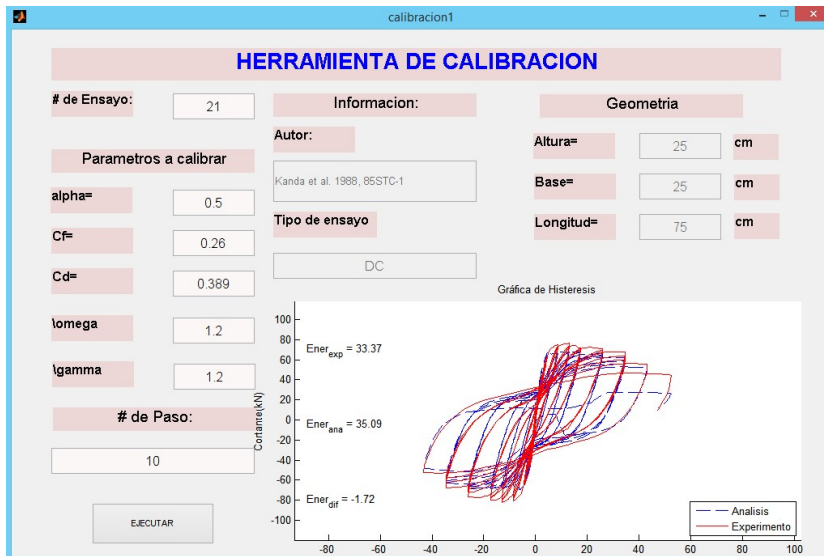 calibracion1
HERRAMIENTA DE CALIBRACION
# de Ensayo:
21
Parametros a calibrar
alpha=
0.5
Cf=
0.26
Cd=
0.389
\omega
1.2
\gamma
1.2
# de Paso:
10
EJECUTAR
Informacion:
Autor:
Kanda et al. 1988, 85STC-1
Tipo de ensayo
DC
Geometria
Altura=
25
cm
Base=
25
cm
Longitud=
75
cm
Gráfica de Histeresis
Cortante(kN)
100
80
60
40
20
0
-20
-40
-60
-80
-100
Ener_exp = 33.37
Ener_ana = 35.09
Ener_dif = -1.72
Analisis
Experimento
-80
-60
-40
-20
0
20
40
60
80
100